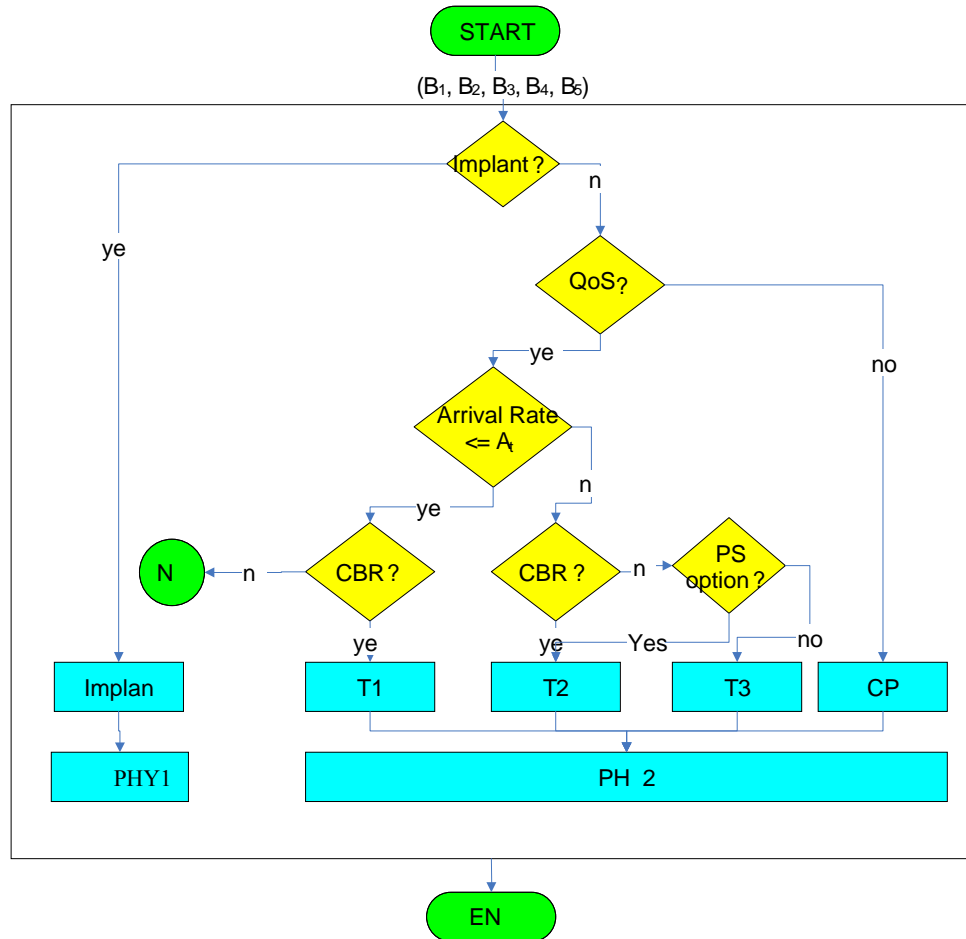 START
(B₁, B₂, B₃, B₄, B₅)
Implant ?
n
ye
QoS ?
ye
no
Arrival Rate
<= Aₜ
n
ye
N
n
CBR ?
CBR ?
n
PS
option ?
ye
ye
Yes
no
Implan
T1
T2
T3
CP
PHY1
PH 2
EN